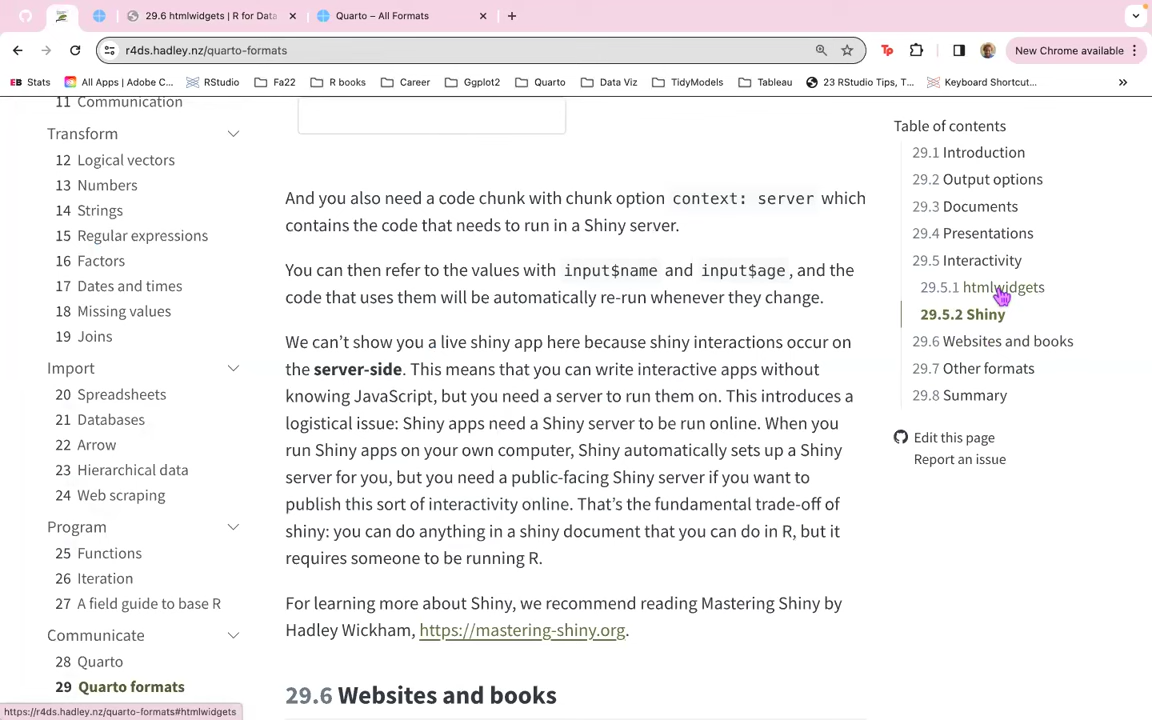 29.6 htmlwidgets | R for Data
Quarto – All Formats
r4ds.hadley.nz/quarto-formats
New Chrome available
Stats
All Apps | Adobe C...
RStudio
Fa22
R books
Career
Ggplot2
Quarto
Data Viz
TidyModels
Tableau
23 RStudio Tips, T...
Keyboard Shortcut...
11 Communication
Transform
12 Logical vectors
13 Numbers
14 Strings
15 Regular expressions
16 Factors
17 Dates and times
18 Missing values
19 Joins
Import
20 Spreadsheets
21 Databases
22 Arrow
23 Hierarchical data
24 Web scraping
Program
25 Functions
26 Iteration
27 A field guide to base R
Communicate
28 Quarto
29 Quarto formats
https://r4ds.hadley.nz/quarto-formats#htmlwidgets
And you also need a code chunk with chunk option context: server which
contains the code that needs to run in a Shiny server.
You can then refer to the values with input$name and input$age, and the
code that uses them will be automatically re-run whenever they change.
We can’t show you a live shiny app here because shiny interactions occur on
the server-side. This means that you can write interactive apps without
knowing JavaScript, but you need a server to run them on. This introduces a
logistical issue: Shiny apps need a Shiny server to be run online. When you
run Shiny apps on your own computer, Shiny automatically sets up a Shiny
server for you, but you need a public-facing Shiny server if you want to
publish this sort of interactivity online. That’s the fundamental trade-off of
shiny: you can do anything in a shiny document that you can do in R, but it
requires someone to be running R.
For learning more about Shiny, we recommend reading Mastering Shiny by
Hadley Wickham, https://mastering-shiny.org.
29.6 Websites and books
Table of contents
29.1 Introduction
29.2 Output options
29.3 Documents
29.4 Presentations
29.5 Interactivity
29.5.1 htmlwidgets
29.5.2 Shiny
29.6 Websites and books
29.7 Other formats
29.8 Summary
Edit this page
Report an issue